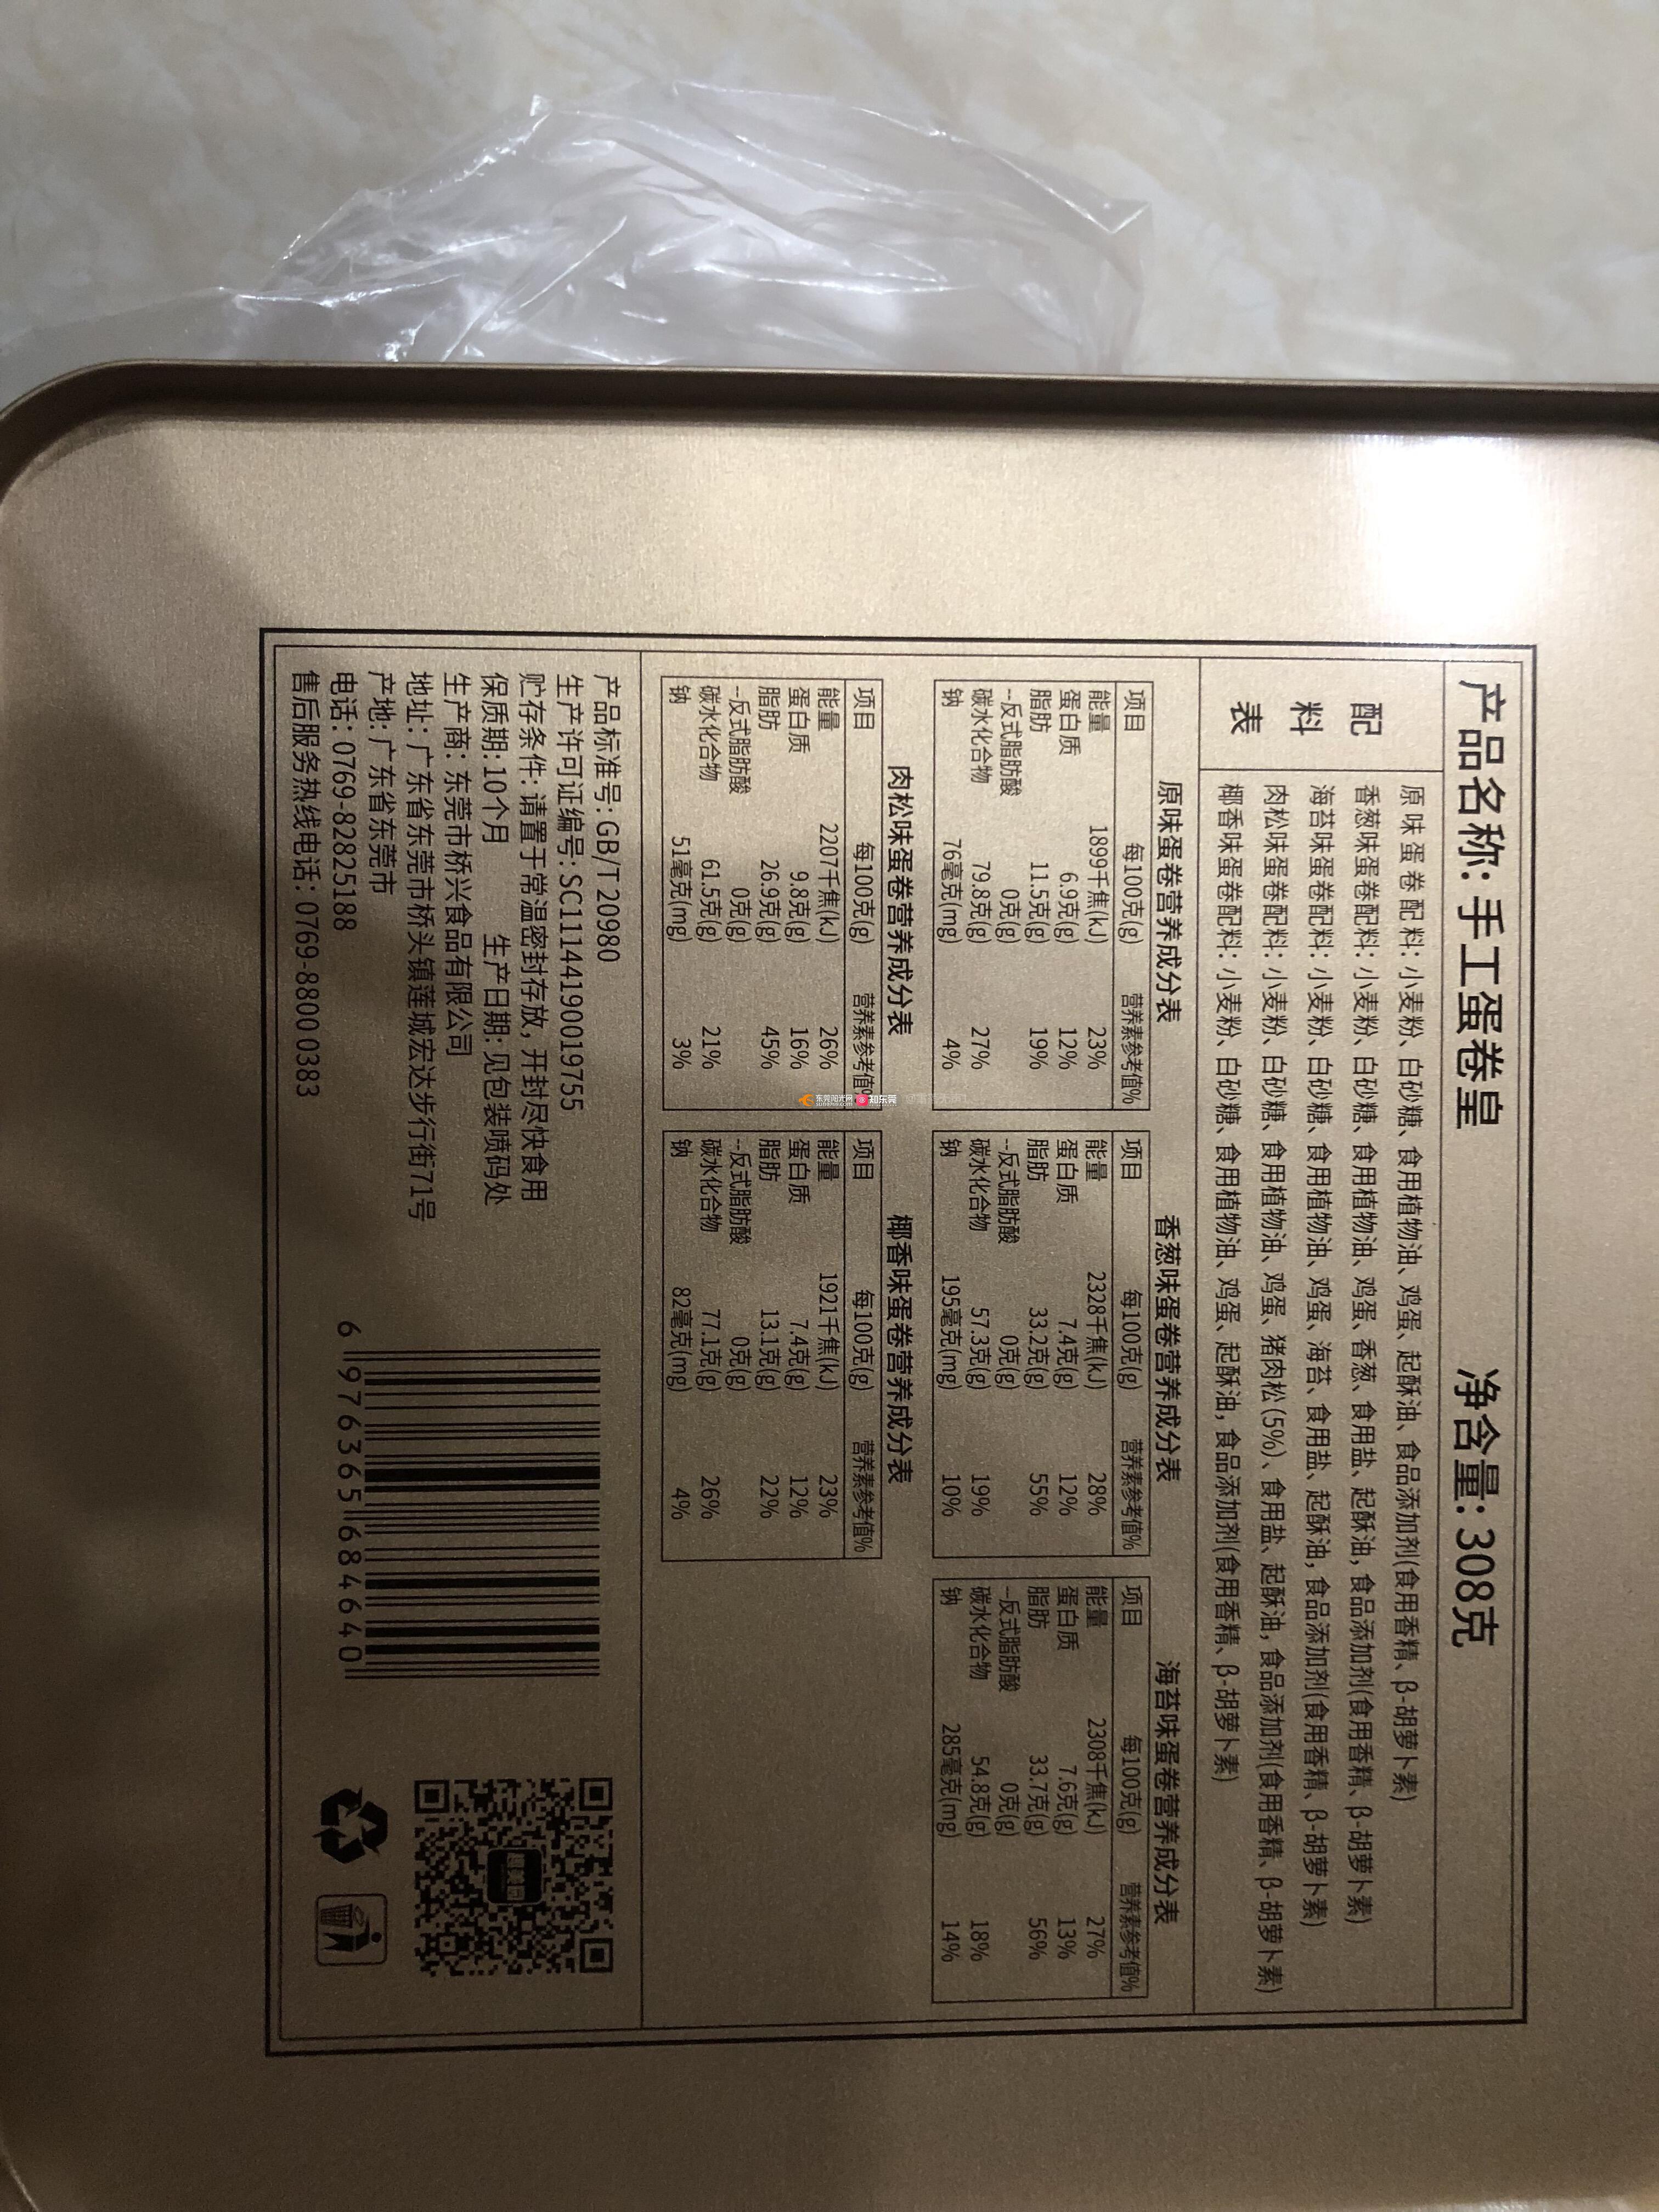 产品名称: 手工蛋卷皇 净含量: 308克
配料表
原味蛋卷配料: 小麦粉、白砂糖、食用植物油、鸡蛋、起酥油, 食品添加剂(食用香精、β-胡萝卜素)
香葱味蛋卷配料: 小麦粉、白砂糖、食用植物油、鸡蛋、香葱、食用盐、起酥油, 食品添加剂(食用香精、β-胡萝卜素)
海苔味蛋卷配料: 小麦粉、白砂糖、食用植物油、鸡蛋、海苔、食用盐、起酥油, 食品添加剂(食用香精、β-胡萝卜素)
肉松味蛋卷配料: 小麦粉、白砂糖、食用植物油、鸡蛋、猪肉松(5%)、食用盐、起酥油, 食品添加剂(食用香精、β-胡萝卜素)
椰香味蛋卷配料: 小麦粉、白砂糖、食用植物油、鸡蛋、起酥油, 食品添加剂(食用香精、β-胡萝卜素)
原味蛋卷营养成分表
项目 每100克(g) 营养素参考值%
能量 1899千焦(kJ) 23%
蛋白质 6.9克(g) 12%
脂肪 11.5克(g) 19%
--反式脂肪酸 0克(g)
碳水化合物 79.8克(g) 27%
钠 76毫克(mg) 4%
香葱味蛋卷营养成分表
项目 每100克(g) 营养素参考值%
能量 2328千焦(kJ) 28%
蛋白质 7.4克(g) 12%
脂肪 33.2克(g) 55%
--反式脂肪酸 0克(g)
碳水化合物 57.3克(g) 19%
钠 195毫克(mg) 10%
海苔味蛋卷营养成分表
项目 每100克(g) 营养素参考值%
能量 2308千焦(kJ) 27%
蛋白质 7.6克(g) 13%
脂肪 33.7克(g) 56%
--反式脂肪酸 0克(g)
碳水化合物 54.8克(g) 18%
钠 285毫克(mg) 14%
肉松味蛋卷营养成分表
项目 每100克(g) 营养素参考值%
能量 2207千焦(kJ) 26%
蛋白质 9.8克(g) 16%
脂肪 26.9克(g) 45%
--反式脂肪酸 0克(g)
碳水化合物 61.5克(g) 21%
钠 51毫克(mg) 3%
椰香味蛋卷营养成分表
项目 每100克(g) 营养素参考值%
能量 1921千焦(kJ) 23%
蛋白质 7.4克(g) 12%
脂肪 13.1克(g) 22%
--反式脂肪酸 0克(g)
碳水化合物 77.1克(g) 26%
钠 82毫克(mg) 4%
产品标准号: GB/T 20980
生产许可证编号: SC11144190019755
贮存条件: 请置于常温密封存放, 开封尽快食用
保质期: 10个月 生产日期: 见包装喷码处
生产商: 东莞市桥兴食品有限公司
地址: 广东省东莞市桥头镇莲城宏达步行街71号
产地: 广东省东莞市
电话: 0769-82825188
售后服务热线电话: 0769-8800 0383
6 976365 684640
东莞阳光网
知东莞